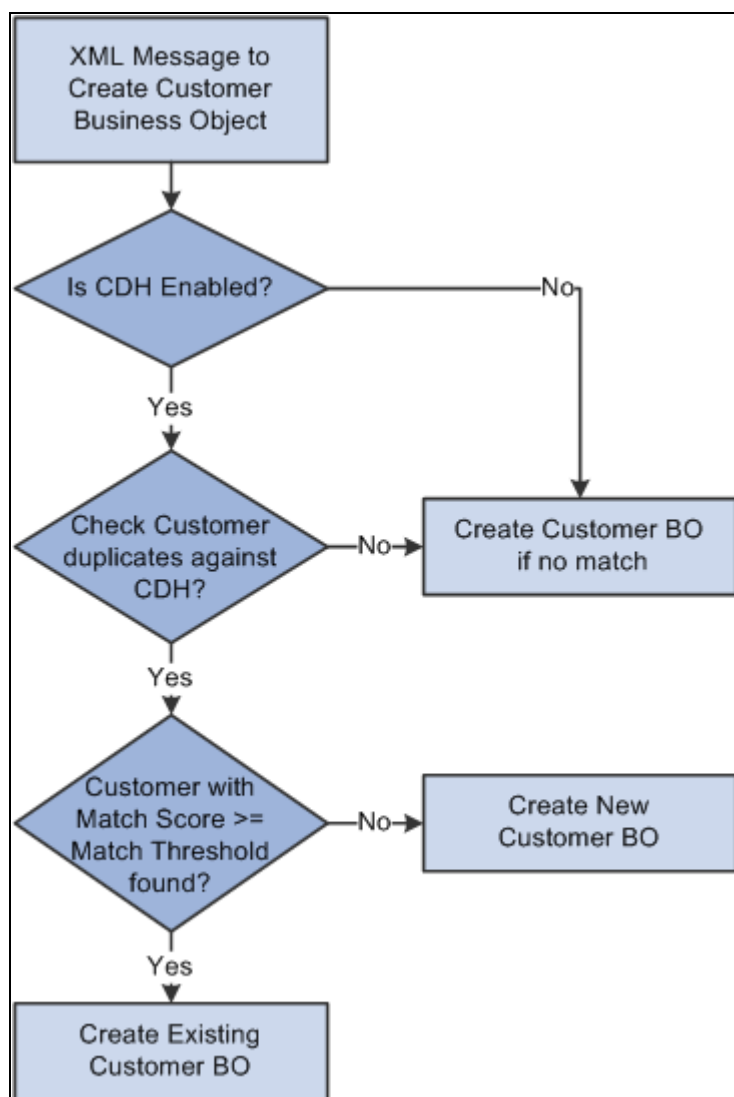 XML Message to
Create Customer
Business Object
Is CDH Enabled?
No
Yes
Check Customer
duplicates against
CDH?
No
Create Customer BO
if no match
Yes
Customer with
Match Score >=
Match Threshold
found?
No
Create New
Customer BO
Yes
Create Existing
Customer BO